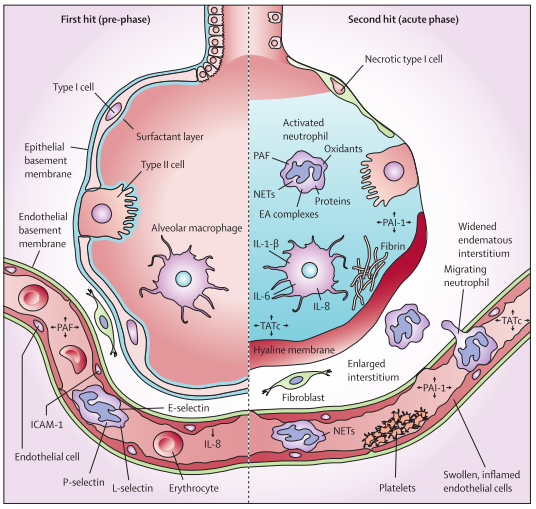 First hit (pre-phase)
Second hit (acute phase)
Necrotic type I cell
Type I cell
Surfactant layer
Epithelial
basement
membrane
Type II cell
Endothelial
basement
membrane
Alveolar macrophage
Activated
neutrophil
PAF
Oxidants
NETs
Proteins
EA complexes
PAI-1
IL-1-β
Fibrin
IL-6
IL-8
TATc
Hyaline membrane
Widened
endematous
interstitium
Migrating
neutrophil
TATc
PAF
Enlarged
interstitium
Fibroblast
PAI-1
ICAM-1
E-selectin
Endothelial cell
IL-8
NETs
P-selectin
L-selectin
Erythrocyte
Platelets
Swollen, inflamed
endothelial cells